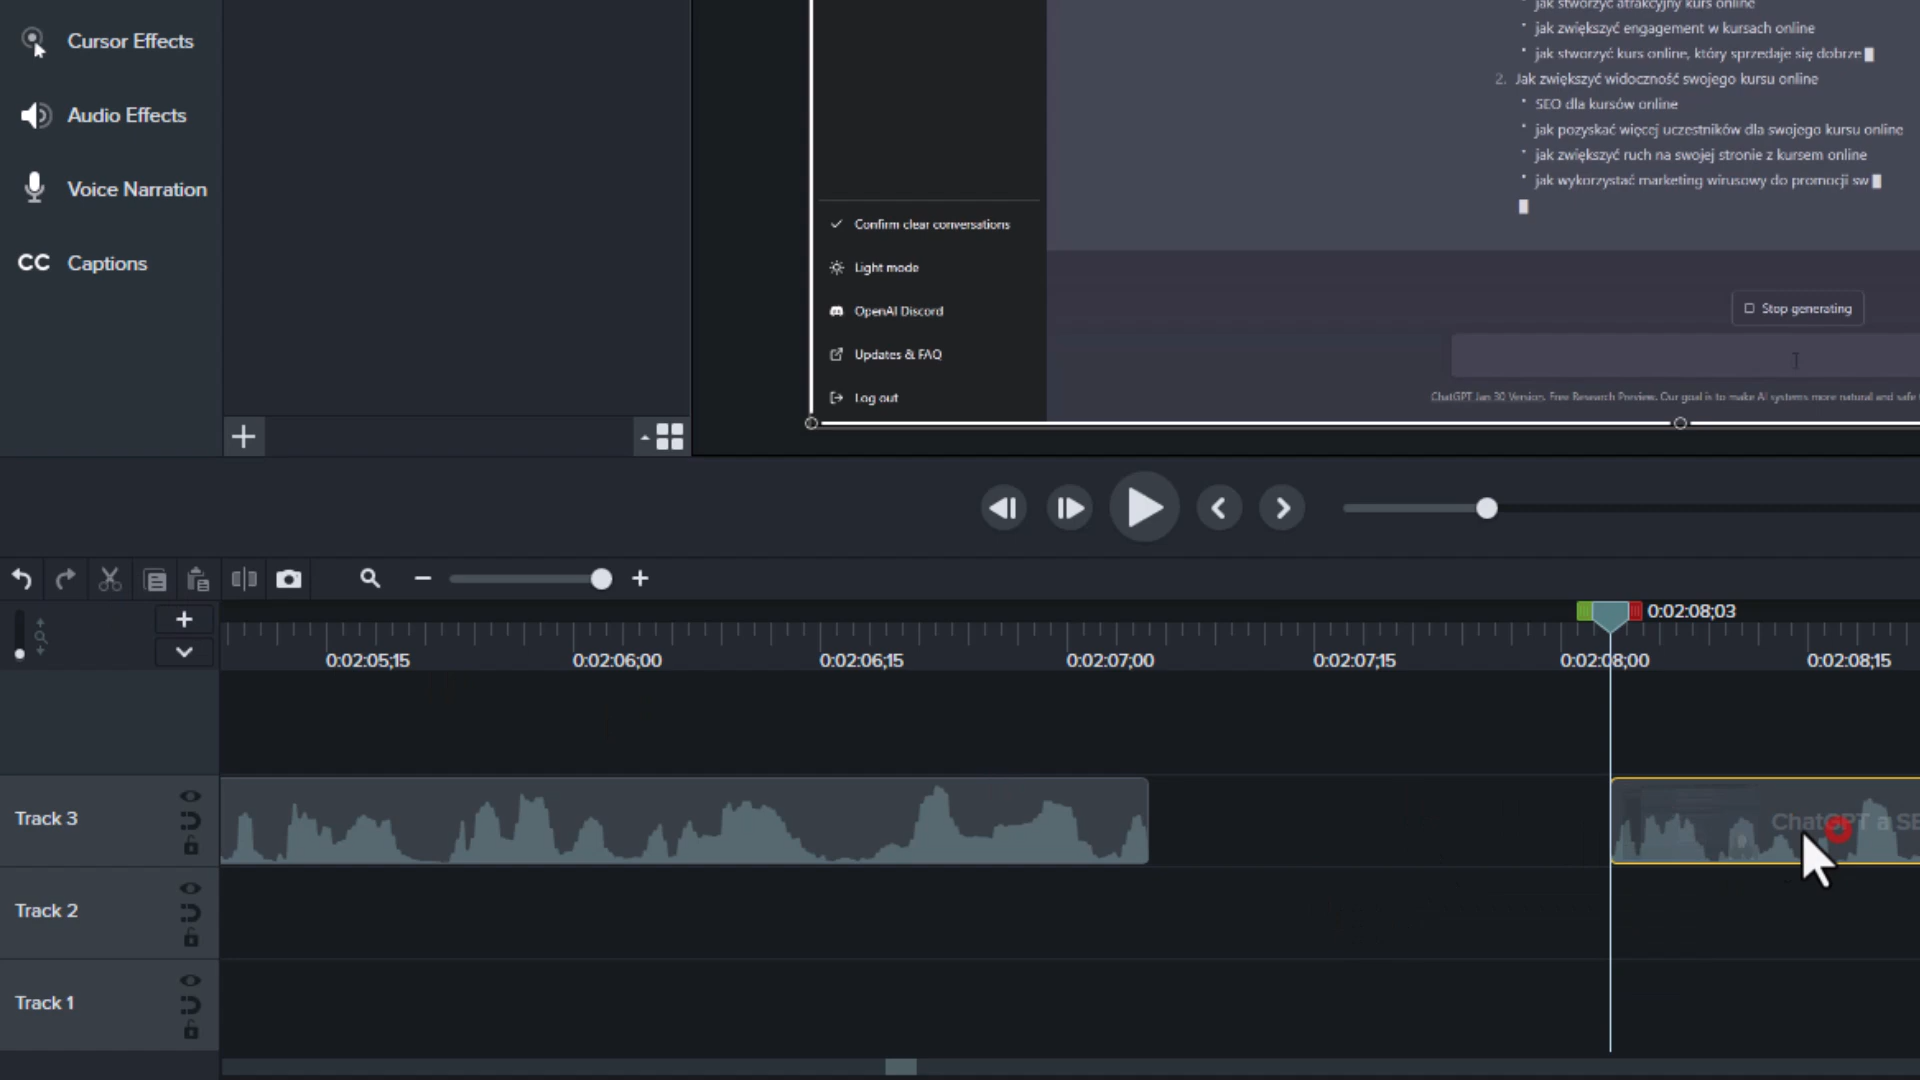 Cursor Effects
Audio Effects
Voice Narration
CC Captions
jak stworzyć atrakcyjny kurs online
jak zwiększyć engagement w kursach online
jak stworzyć kurs online, który sprzedaje się dobrze
2. Jak zwiększyć widoczność swojego kursu online
SEO dla kursów online
jak pozyskać więcej uczestników dla swojego kursu online
jak zwiększyć ruch na swojej stronie z kursem online
jak wykorzystać marketing wirusowy do promocji sw
Confirm clear conversations
Light mode
OpenAI Discord
Updates & FAQ
Log out
Stop generating
ChatGPT Jan 30 Version. Free Research Preview. Our goal is to make AI systems more natural and safe
0:02:08;03
0:02:05;15
0:02:06;00
0:02:06;15
0:02:07;00
0:02:07;15
0:02:08;00
0:02:08;15
Track 3
ChatGPT a SE
Track 2
Track 1